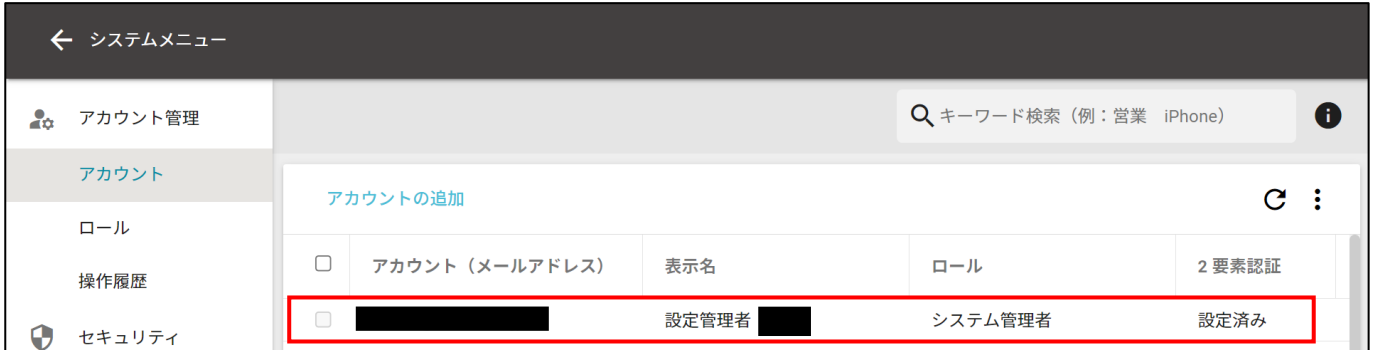 システムメニュー
アカウント管理
キーワード検索（例：営業　iPhone）
アカウント
アカウントの追加
ロール
アカウント（メールアドレス） 表示名 ロール 2 要素認証
操作履歴
設定管理者 システム管理者 設定済み
セキュリティ